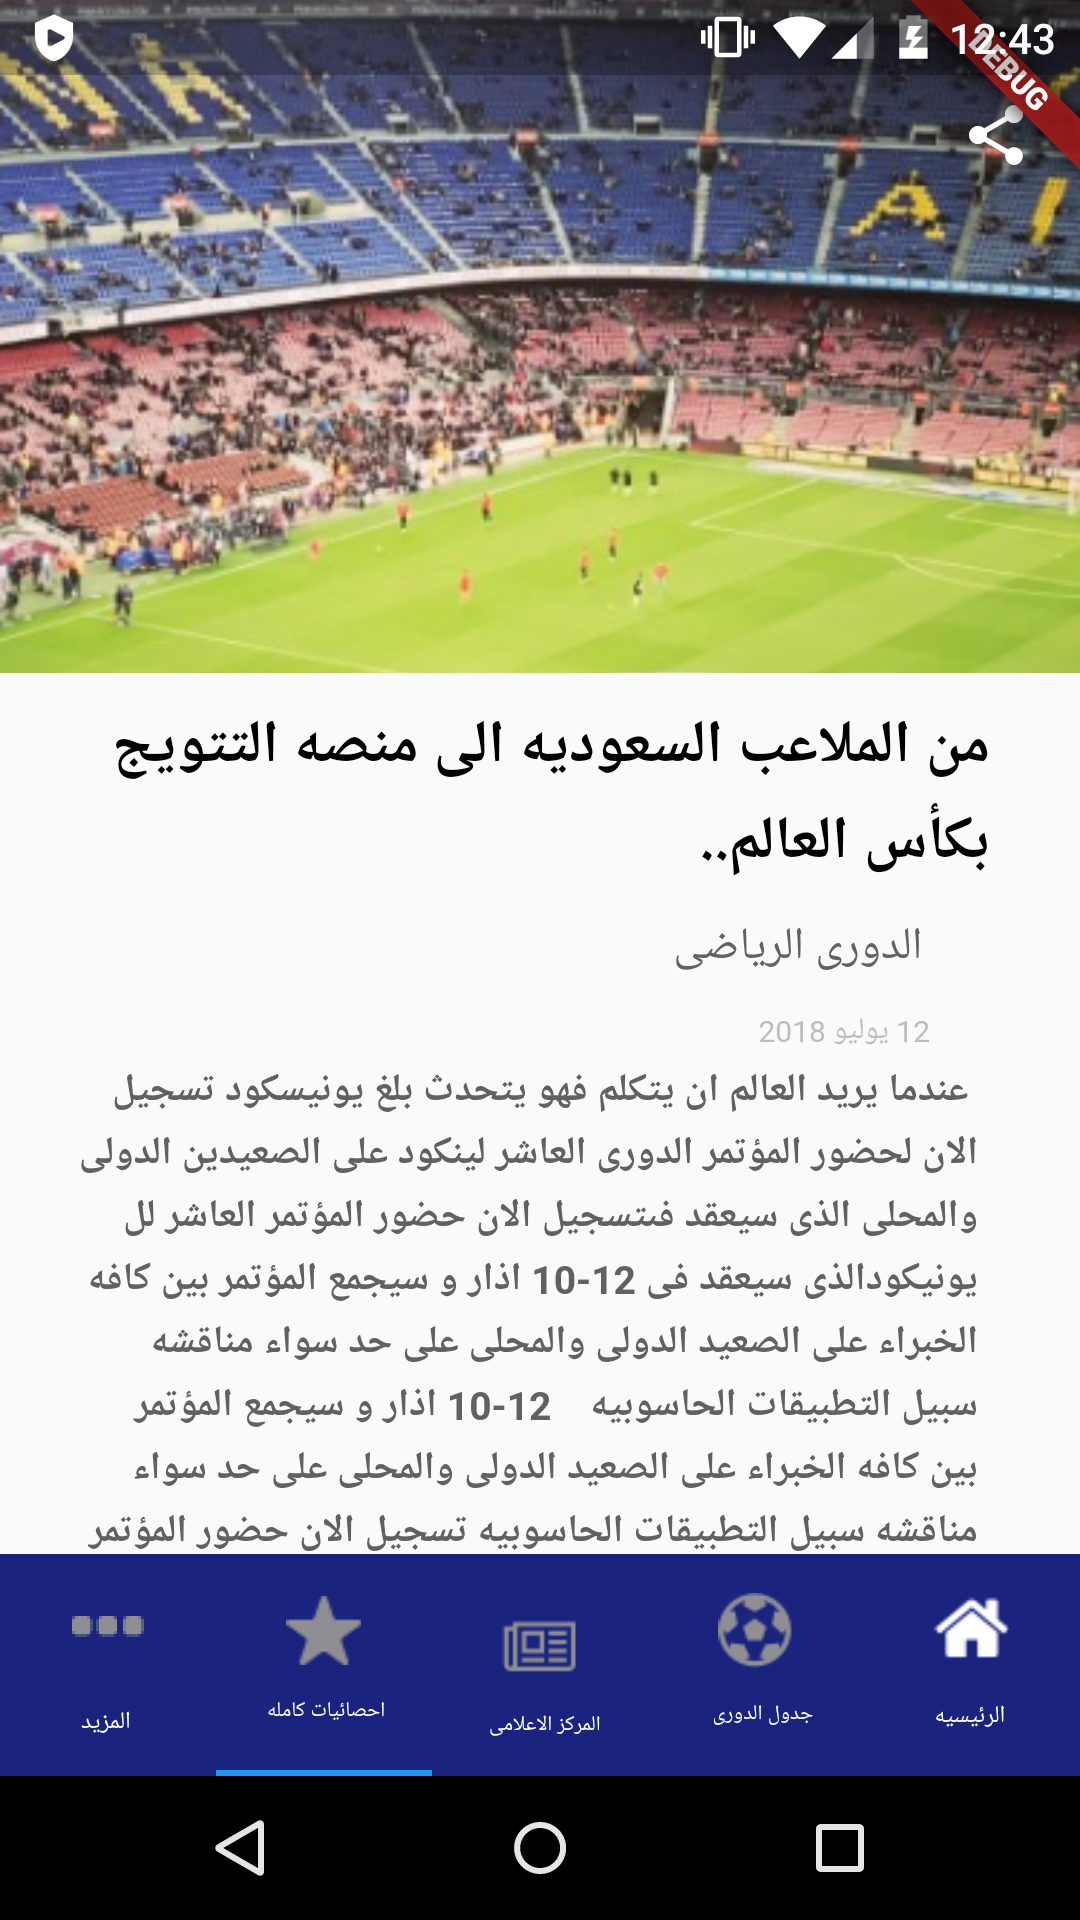 12:43
DEBUG
من الملاعب السعوديه الى منصه التتويج
بكأس العالم..
الدورى الرياضى
12 يوليو 2018
عندما يريد العالم ان يتكلم فهو يتحدث بلغ يونيسكود تسجيل
الان لحضور المؤتمر الدورى العاشر لينكود على الصعيدين الدولى
والمحلى الذى سيعقد فىتسجيل الان حضور المؤتمر العاشر لل
يونيكودالذى سيعقد فى 12-10 اذار و سيجمع المؤتمر بين كافه
الخبراء على الصعيد الدولى والمحلى على حد سواء مناقشه
سبيل التطبيقات الحاسوبيه 12-10 اذار و سيجمع المؤتمر
بين كافه الخبراء على الصعيد الدولى والمحلى على حد سواء
مناقشه سبيل التطبيقات الحاسوبيه تسجيل الان حضور المؤتمر
الرئيسيه
جدول الدورى
المركز الاعلامى
احصائيات كامله
المزيد